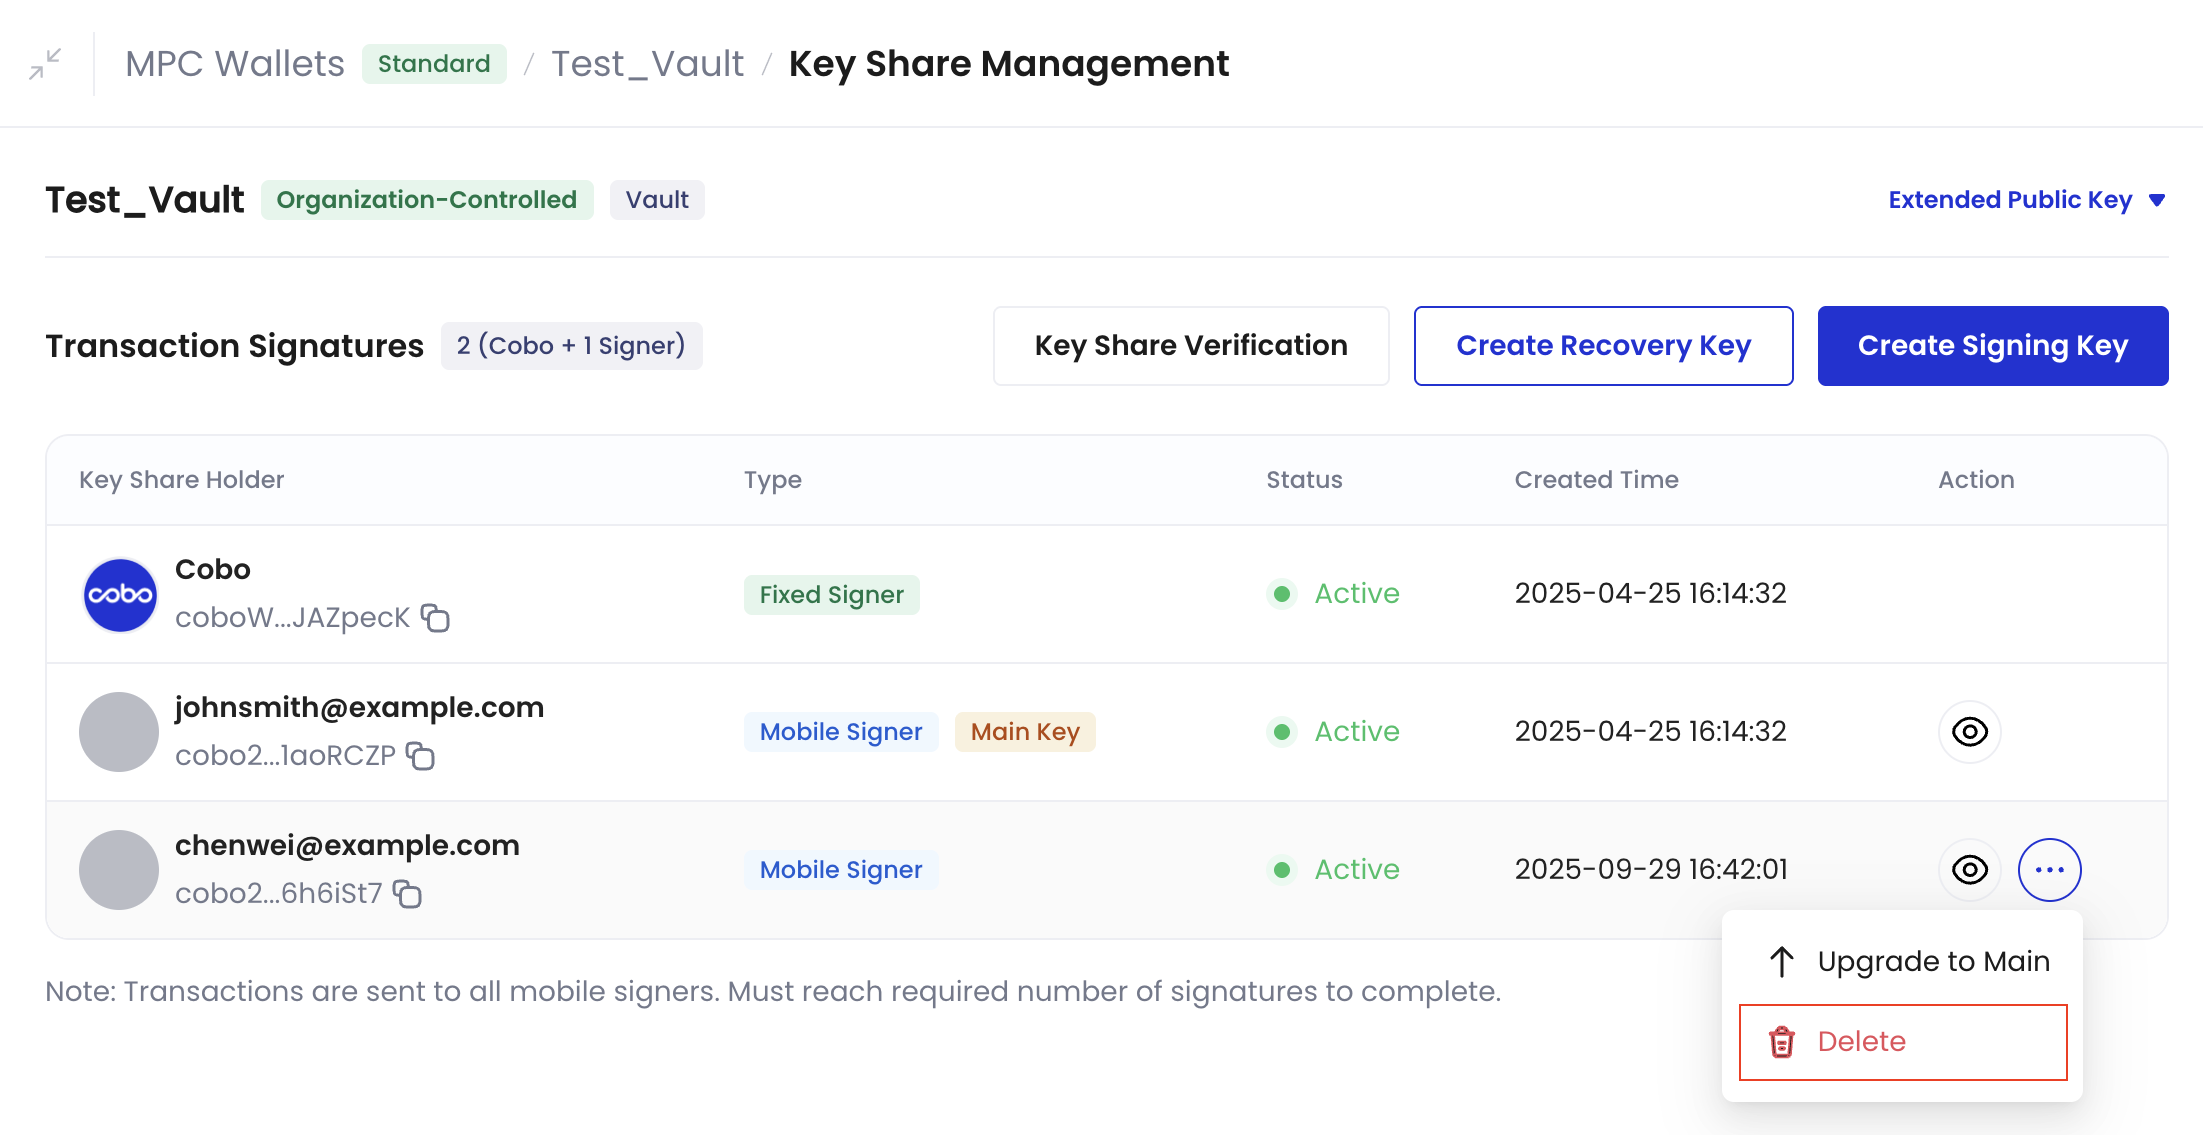 MPC Wallets Standard / Test_Vault / Key Share Management
Test_Vault Organization-Controlled Vault Extended Public Key
Transaction Signatures 2 (Cobo + 1 Signer) Key Share Verification Create Recovery Key Create Signing Key
Key Share Holder Type Status Created Time Action
cobo
Cobo
coboW...JAZpecK
Fixed Signer Active 2025-04-25 16:14:32
johnsmith@example.com
cobo2...1aoRCZP
Mobile Signer Main Key Active 2025-04-25 16:14:32
chenwei@example.com
cobo2...6h6iSt7
Mobile Signer Active 2025-09-29 16:42:01
Upgrade to Main
Delete
Note: Transactions are sent to all mobile signers. Must reach required number of signatures to complete.